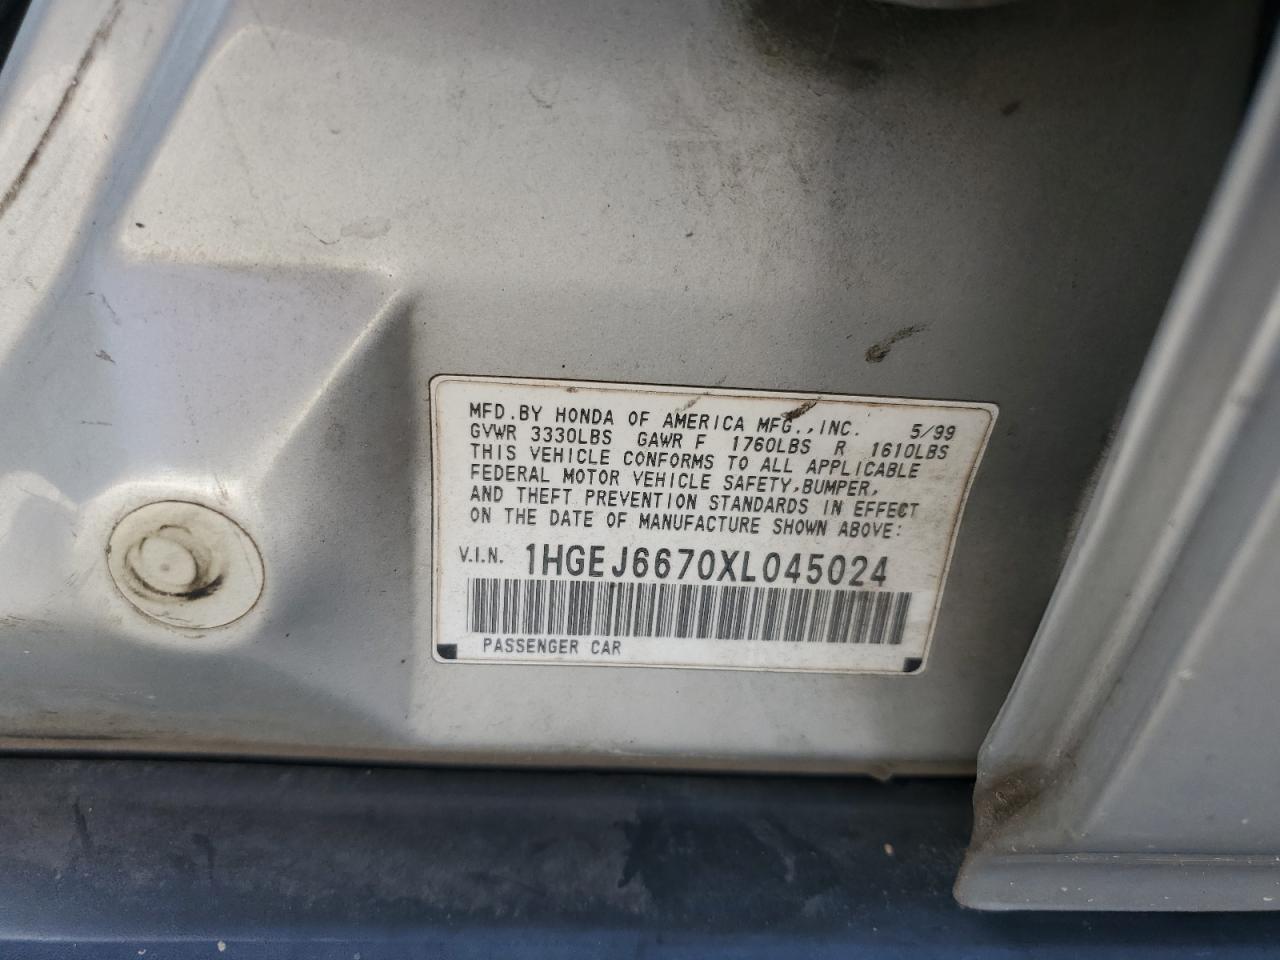 MFD.BY HONDA OF AMERICA MFG.,INC. 5/99
GVWR 3330LBS GAWR F 1760LBS R 1610LBS
THIS VEHICLE CONFORMS TO ALL APPLICABLE
FEDERAL MOTOR VEHICLE SAFETY,BUMPER,
AND THEFT PREVENTION STANDARDS IN EFFECT
ON THE DATE OF MANUFACTURE SHOWN ABOVE:
V.I.N. 1HGEJ6670XL045024
PASSENGER CAR